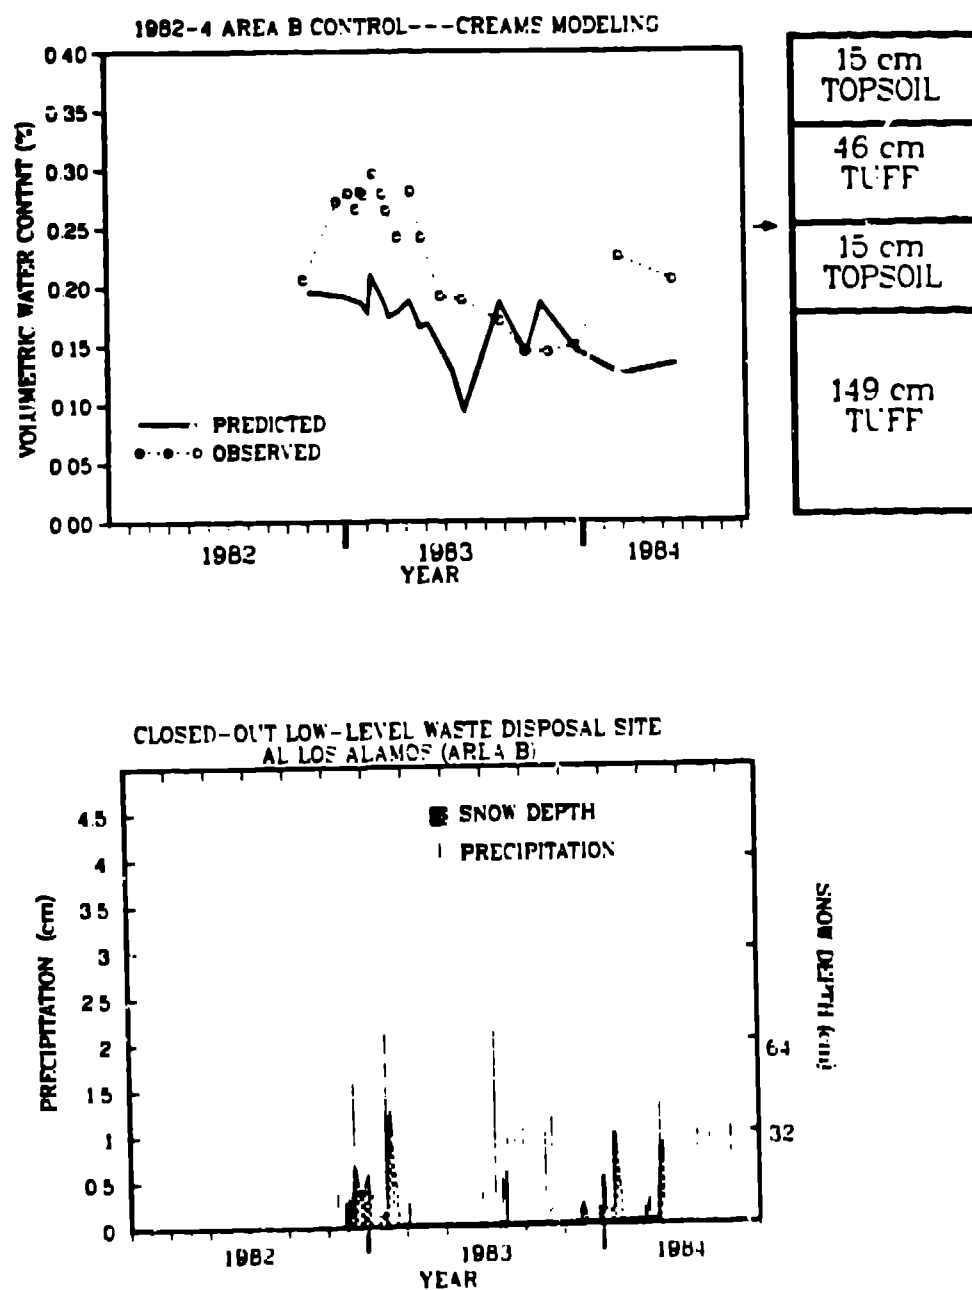 1982-4 AREA B CONTROL---CREAMS MODELING
VOLUMETRIC WATER CONTNT (%)
0.40
0.35
0.30
0.25
0.20
0.15
0.10
0.05
0.00
PREDICTED
OBSERVED
1982
1983
1984
YEAR
15 cm
TOPSOIL
46 cm
TUFF
15 cm
TOPSOIL
149 cm
TUFF
CLOSED-OUT LOW-LEVEL WASTE DISPOSAL SITE
AL LOS ALAMOS (AREA B)
SNOW DEPTH
PRECIPITATION
PRECIPITATION (cm)
4.5
4
3.5
3
2.5
2
1.5
1
0.5
0
64
32
SNOW DEPTH (cm)
1982
1983
1984
YEAR